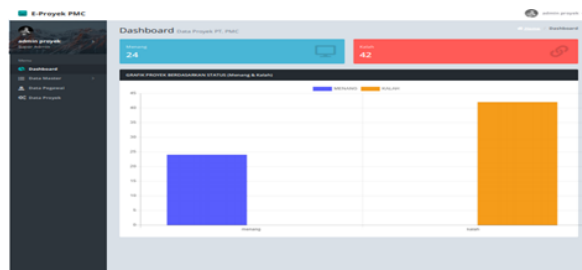 E-Proyek PMC
admin proyek
admin proyek
Menu
Dashboard
Data Master
Data Pegawai
Data Proyek
Dashboard Data Proyek PT. PMC
Dashboard
Menang
24
Kalah
42
GRAFIK PROYEK BERDASARKAN STATUS (Menang & Kalah)
MENANG KALAH
45
40
35
30
25
20
15
10
5
0
menang kalah